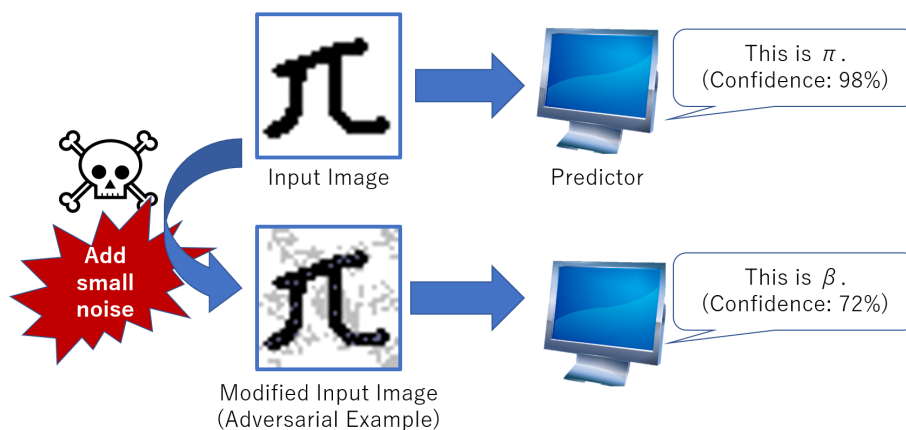 This is π.
(Confidence: 98%)
π
Input Image
Predictor
Add
small
noise
π
This is β.
(Confidence: 72%)
Modified Input Image
(Adversarial Example)